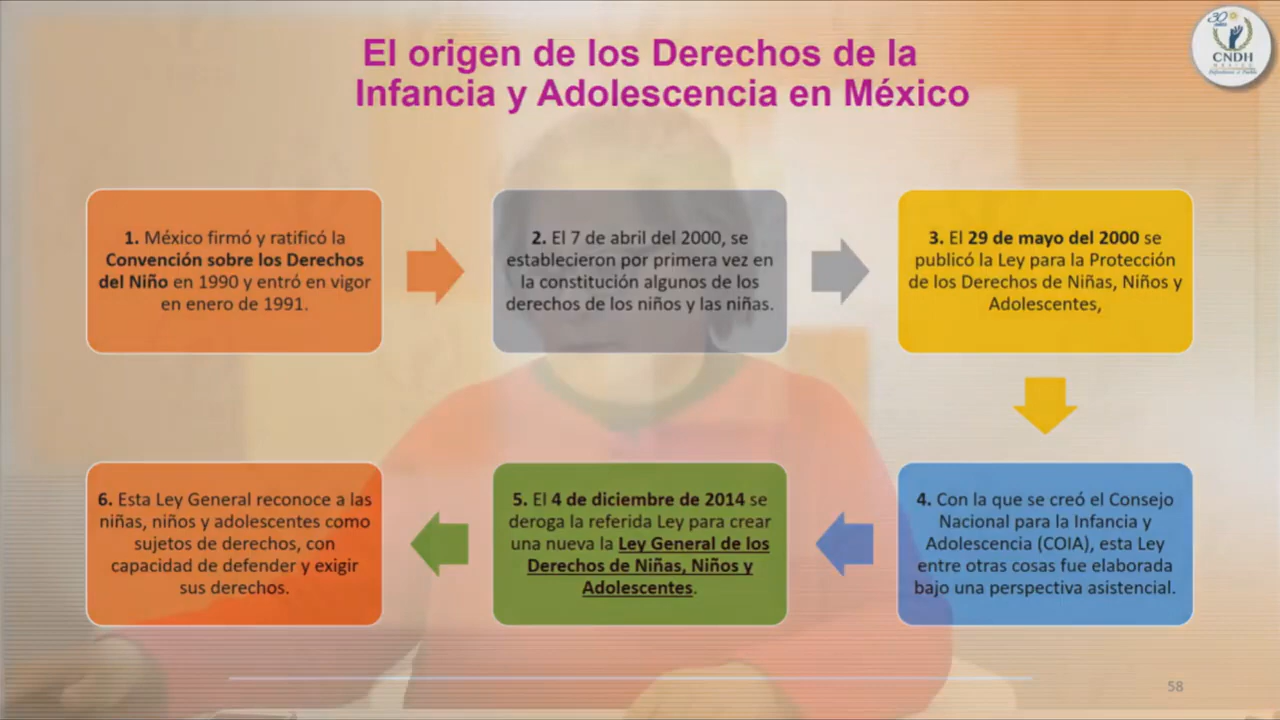 El origen de los Derechos de la
Infancia y Adolescencia en México
30
CNDH
MÉXICO
1. México firmó y ratificó la
Convención sobre los Derechos
del Niño en 1990 y entró en vigor
en enero de 1991.
2. El 7 de abril del 2000, se
establecieron por primera vez en
la constitución algunos de los
derechos de los niños y las niñas.
3. El 29 de mayo del 2000 se
publicó la Ley para la Protección
de los Derechos de Niñas, Niños y
Adolescentes,
4. Con la que se creó el Consejo
Nacional para la Infancia y
Adolescencia (COIA), esta Ley
entre otras cosas fue elaborada
bajo una perspectiva asistencial.
5. El 4 de diciembre de 2014 se
deroga la referida Ley para crear
una nueva la Ley General de los
Derechos de Niñas, Niños y
Adolescentes.
6. Esta Ley General reconoce a las
niñas, niños y adolescentes como
sujetos de derechos, con
capacidad de defender y exigir
sus derechos.
58